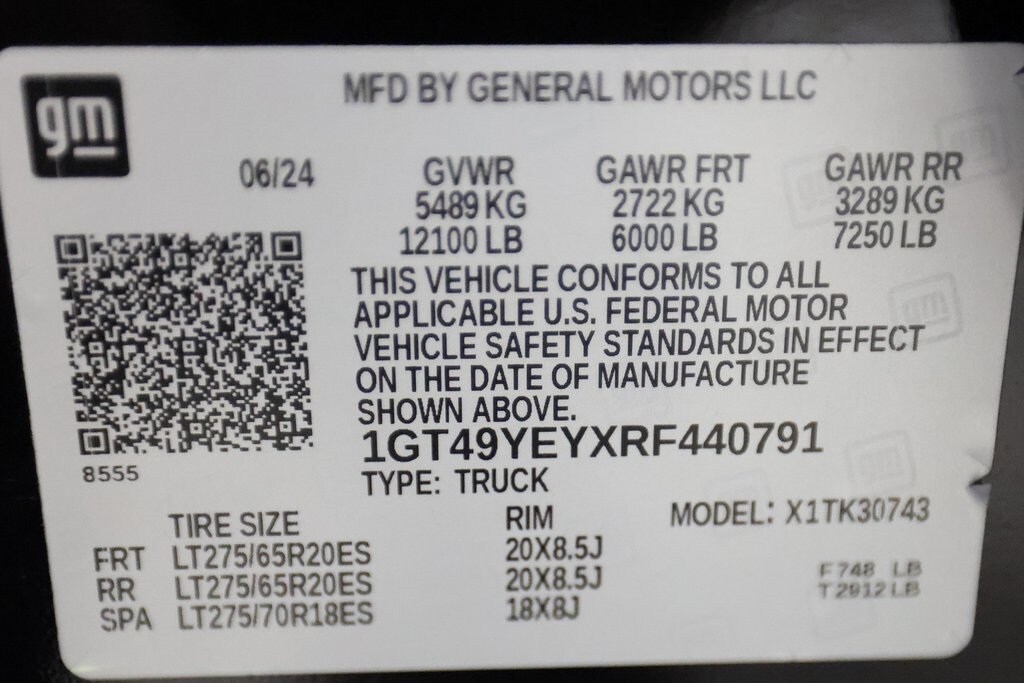 gm
MFD BY GENERAL MOTORS LLC
06/24 GVWR GAWR FRT GAWR RR
5489 KG 2722 KG 3289 KG
12100 LB 6000 LB 7250 LB
THIS VEHICLE CONFORMS TO ALL
APPLICABLE U.S. FEDERAL MOTOR
VEHICLE SAFETY STANDARDS IN EFFECT
ON THE DATE OF MANUFACTURE
SHOWN ABOVE.
1GT49YEYXRF440791
8555
TYPE: TRUCK
TIRE SIZE RIM MODEL: X1TK30743
FRT LT275/65R20ES 20X8.5J
RR LT275/65R20ES 20X8.5J
SPA LT275/70R18ES 18X8J
F748 LB
T2912 LB